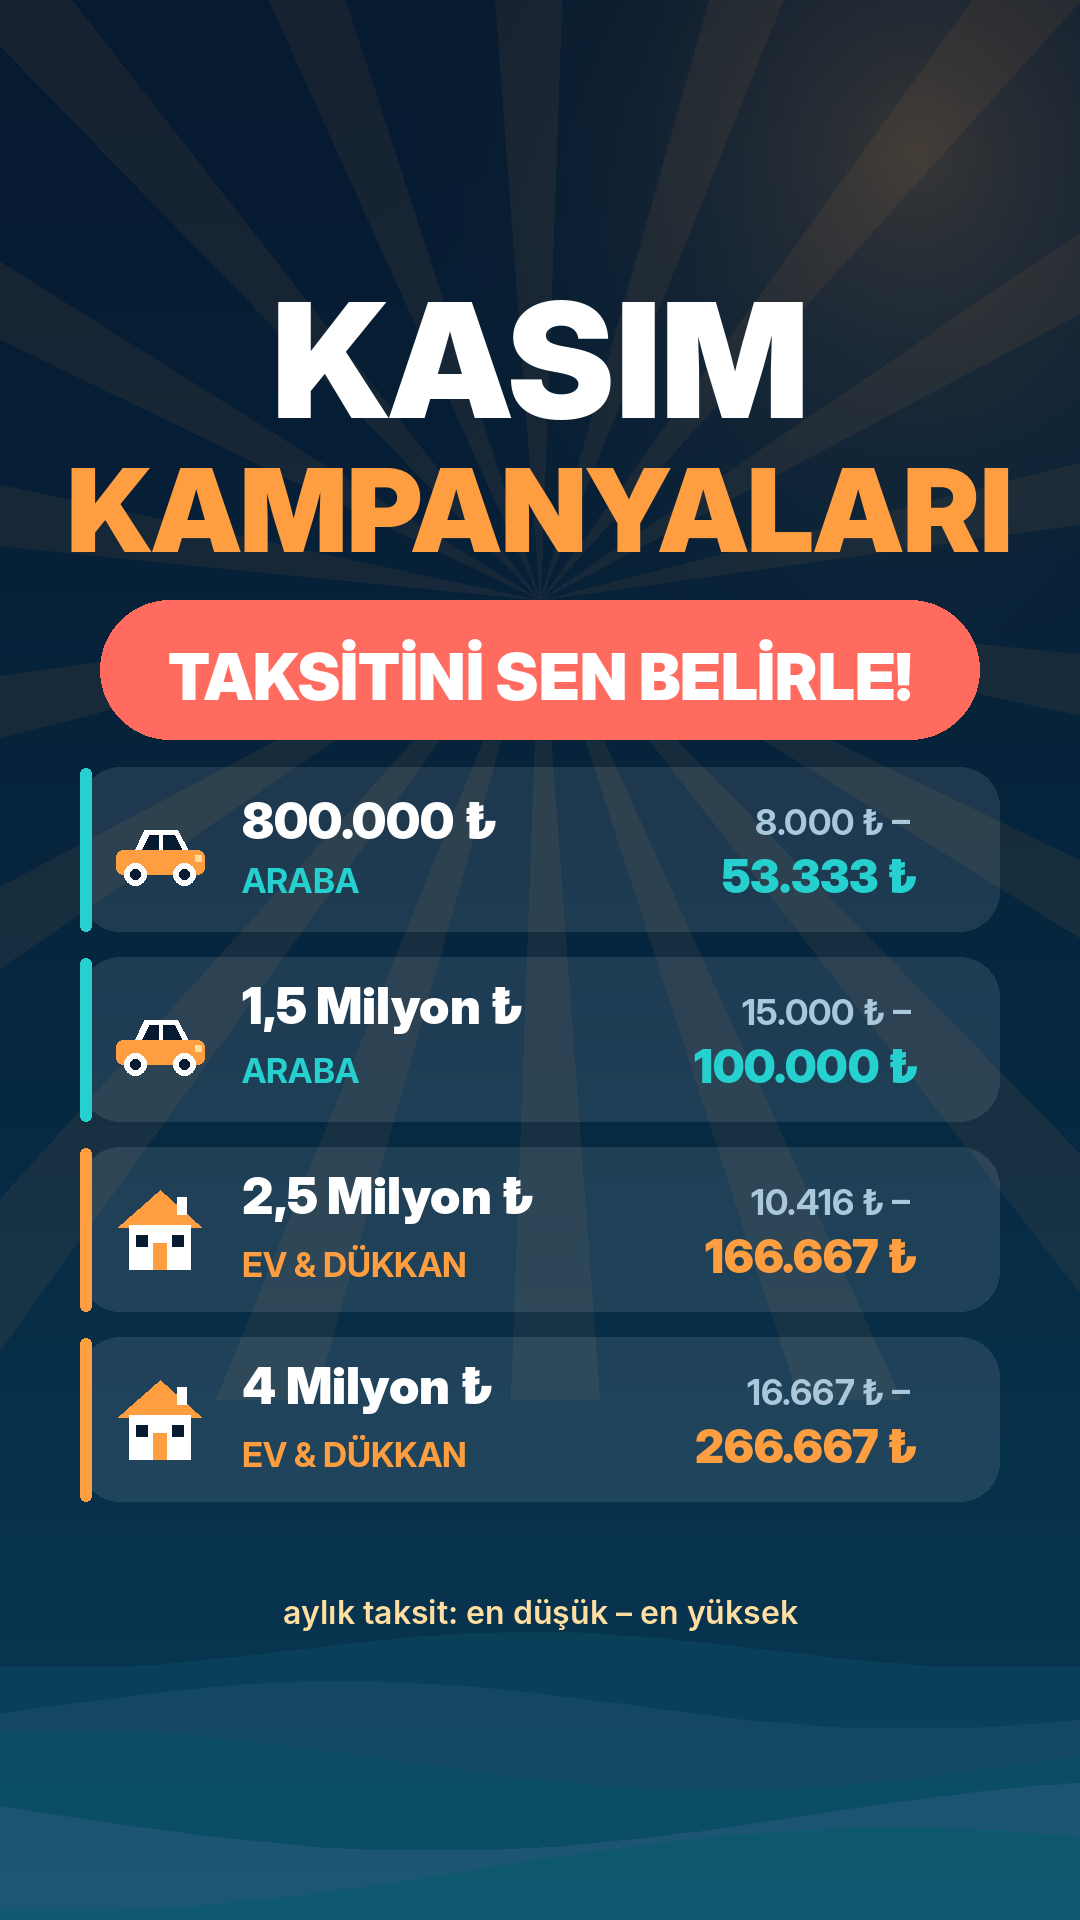 KASIM
KAMPANYALARI
TAKSİTİNİ SEN BELİRLE!
800.000 ₺
ARABA
8.000 ₺ –
53.333 ₺
1,5 Milyon ₺
ARABA
15.000 ₺ –
100.000 ₺
2,5 Milyon ₺
EV & DÜKKAN
10.416 ₺ –
166.667 ₺
4 Milyon ₺
EV & DÜKKAN
16.667 ₺ –
266.667 ₺
aylık taksit: en düşük – en yüksek